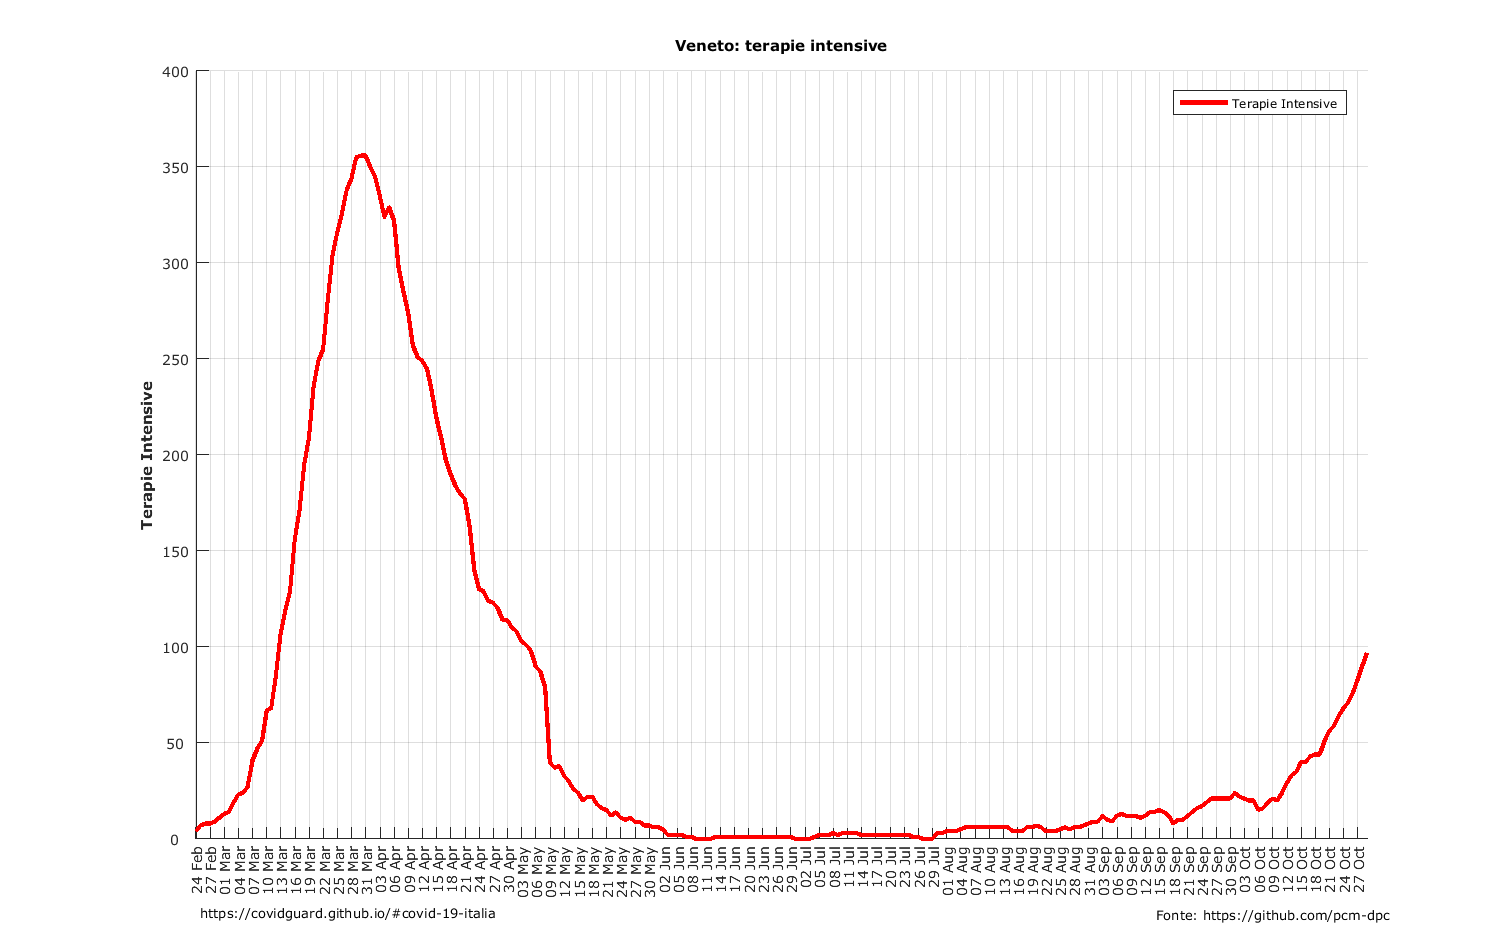 Veneto: terapie intensive
Terapie Intensive
Terapie Intensive
400
350
300
250
200
150
100
50
0
24 Feb
27 Feb
01 Mar
04 Mar
07 Mar
10 Mar
13 Mar
16 Mar
19 Mar
22 Mar
25 Mar
28 Mar
31 Mar
03 Apr
06 Apr
09 Apr
12 Apr
15 Apr
18 Apr
21 Apr
24 Apr
27 Apr
30 Apr
03 May
06 May
09 May
12 May
15 May
18 May
21 May
24 May
27 May
30 May
02 Jun
05 Jun
08 Jun
11 Jun
14 Jun
17 Jun
20 Jun
23 Jun
26 Jun
29 Jun
02 Jul
05 Jul
08 Jul
11 Jul
14 Jul
17 Jul
20 Jul
23 Jul
26 Jul
29 Jul
01 Aug
04 Aug
07 Aug
10 Aug
13 Aug
16 Aug
19 Aug
22 Aug
25 Aug
28 Aug
31 Aug
03 Sep
06 Sep
09 Sep
12 Sep
15 Sep
18 Sep
21 Sep
24 Sep
27 Sep
30 Sep
03 Oct
06 Oct
09 Oct
12 Oct
15 Oct
18 Oct
21 Oct
24 Oct
27 Oct
https://covidguard.github.io/#covid-19-italia
Fonte: https://github.com/pcm-dpc